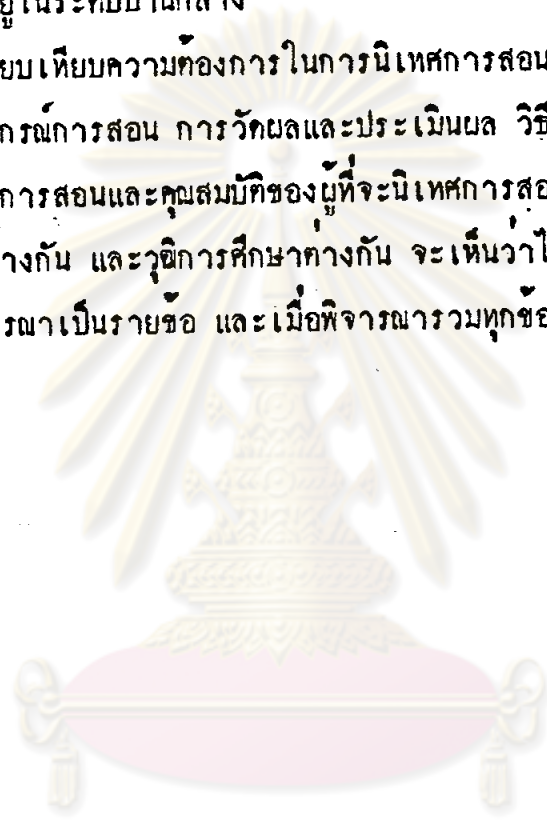 ยู่ในระดับปานกลาง
ยบเทียบความต้องการในการนิเทศการสอน
กรณ์การสอน การวัดผลและประเมินผล วิธี
การสอนและคุณสมบัติของผู้ที่จะนิเทศการสอ
างกัน และวุฒิการศึกษาต่างกัน จะเห็นว่าไ
รณาเป็นรายข้อ และเมื่อพิจารณารวมทุกข้อ